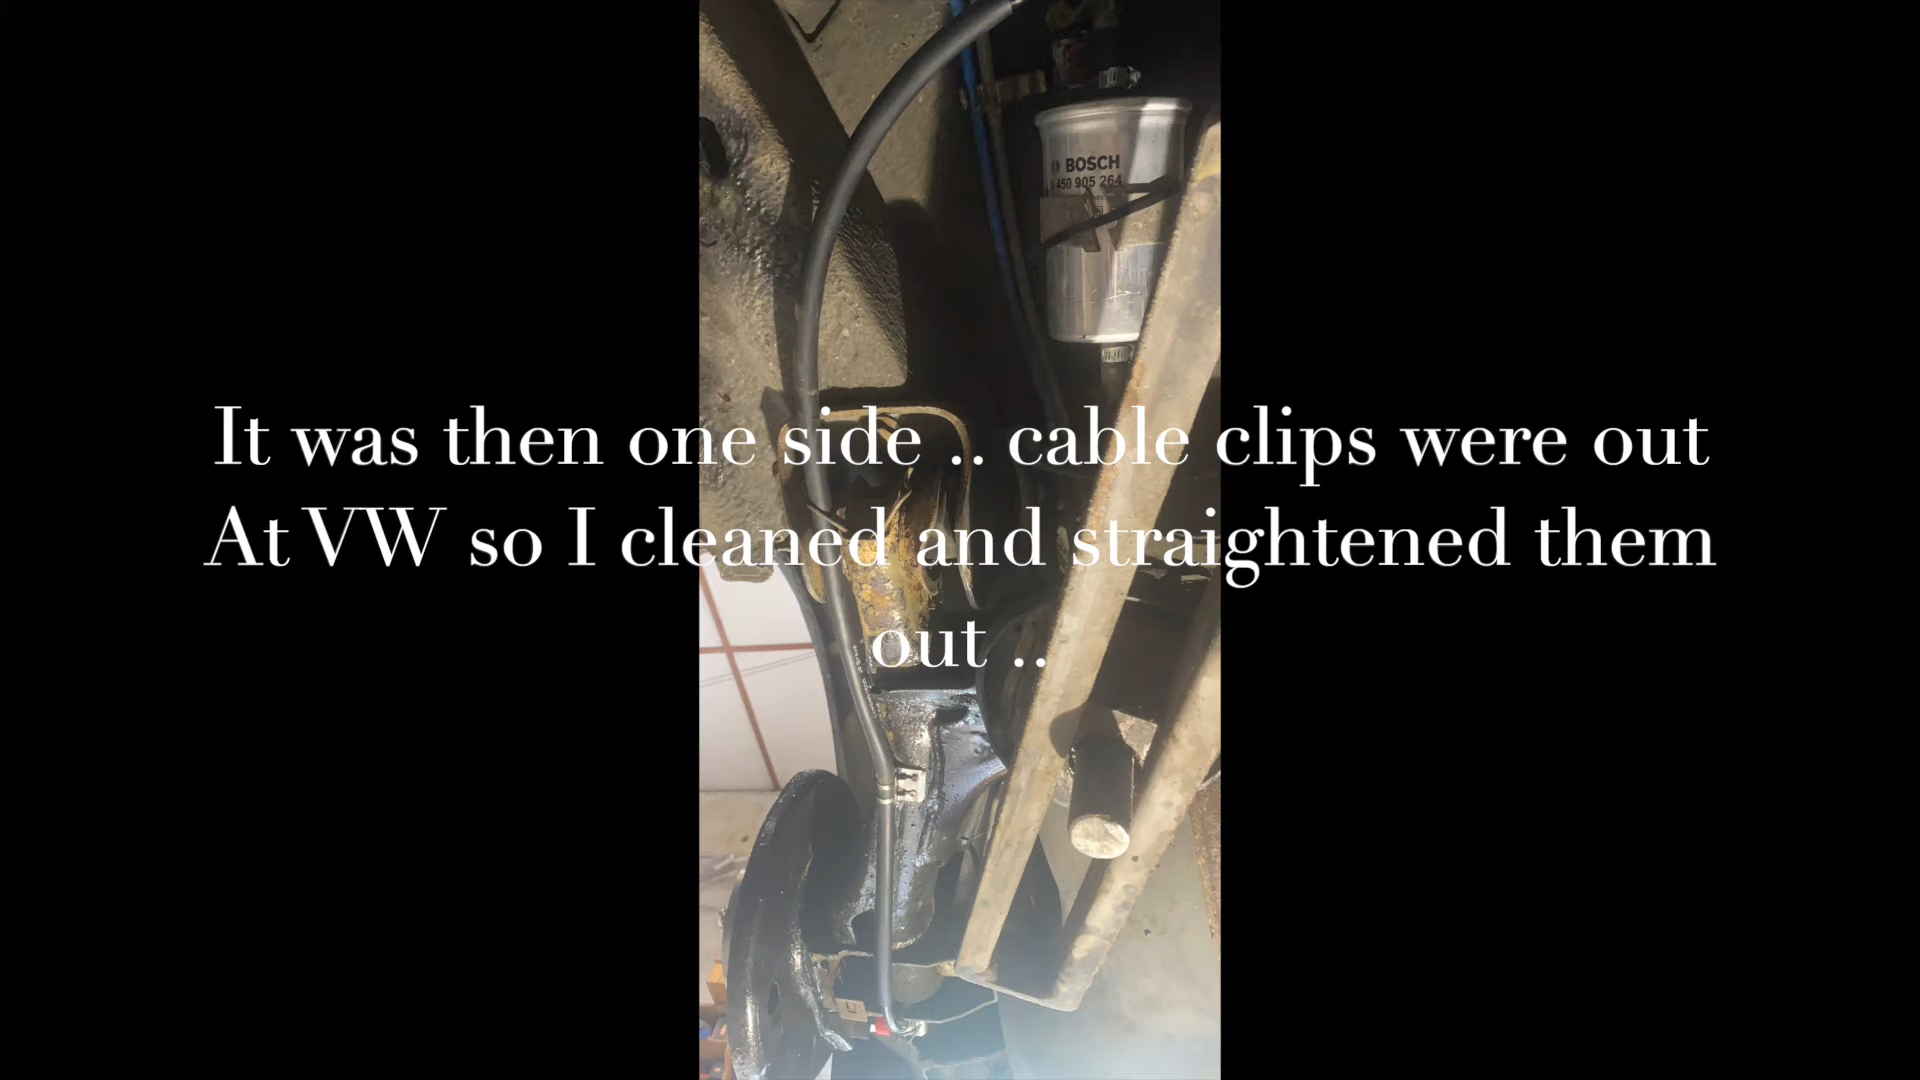 BOSCH
450 905 264
It was then one side .. cable clips were out
At VW so I cleaned and straightened them
out ..